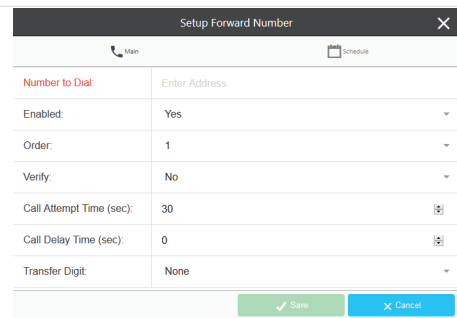 Setup Forward Number
Main Schedule
Number to Dial: Enter Address
Enabled: Yes
Order: 1
Verify: No
Call Attempt Time (sec): 30
Call Delay Time (sec): 0
Transfer Digit: None
Save Cancel